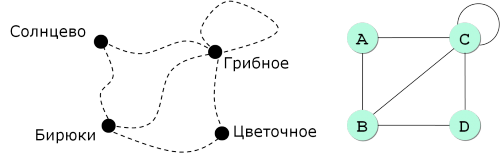 Солнцево
Грибное
Бирюки
Цветочное
A
C
B
D